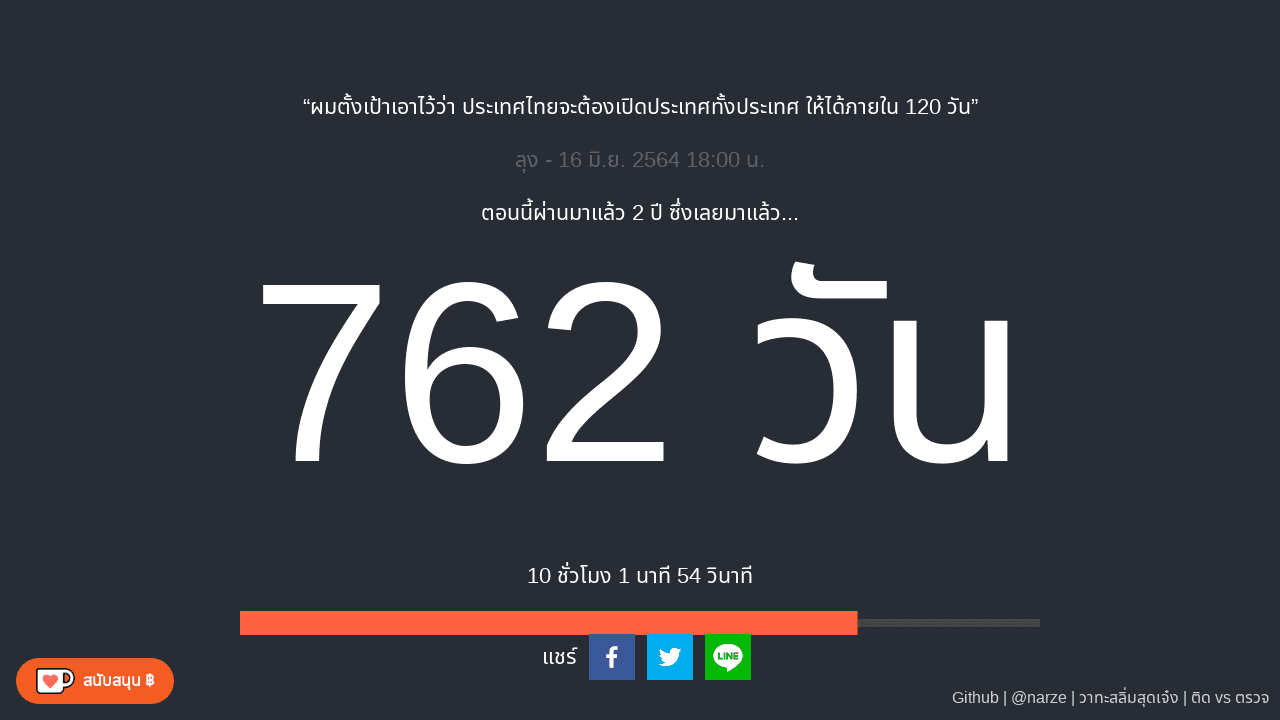 “ผมตั้งเป้าเอาไว้ว่า ประเทศไทยจะต้องเปิดประเทศทั้งประเทศ ให้ได้ภายใน 120 วัน”
ลุง - 16 มิ.ย. 2564 18:00 น.
ตอนนี้ผ่านมาแล้ว 2 ปี ซึ่งเลยมาแล้ว...
762 วัน
10 ชั่วโมง 1 นาที 54 วินาที
แชร์
LINE
สนับสนุน ฿
Github | @narze | วาทะสลิ่มสุดเจ๋ง | ติด vs ตรวจ